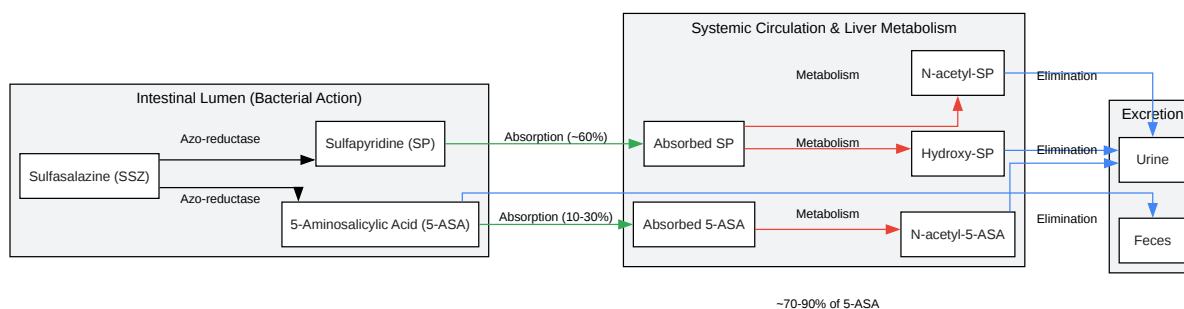 Systemic Circulation & Liver Metabolism
Intestinal Lumen (Bacterial Action)
Excretion
Sulfasalazine (SSZ)
Azo-reductase
Azo-reductase
Sulfapyridine (SP)
5-Aminosalicylic Acid (5-ASA)
Absorption (~60%)
Absorption (10-30%)
Absorbed SP
Absorbed 5-ASA
Metabolism
Metabolism
Metabolism
N-acetyl-SP
Hydroxy-SP
N-acetyl-5-ASA
Elimination
Elimination
Elimination
Urine
Feces
~70-90% of 5-ASA